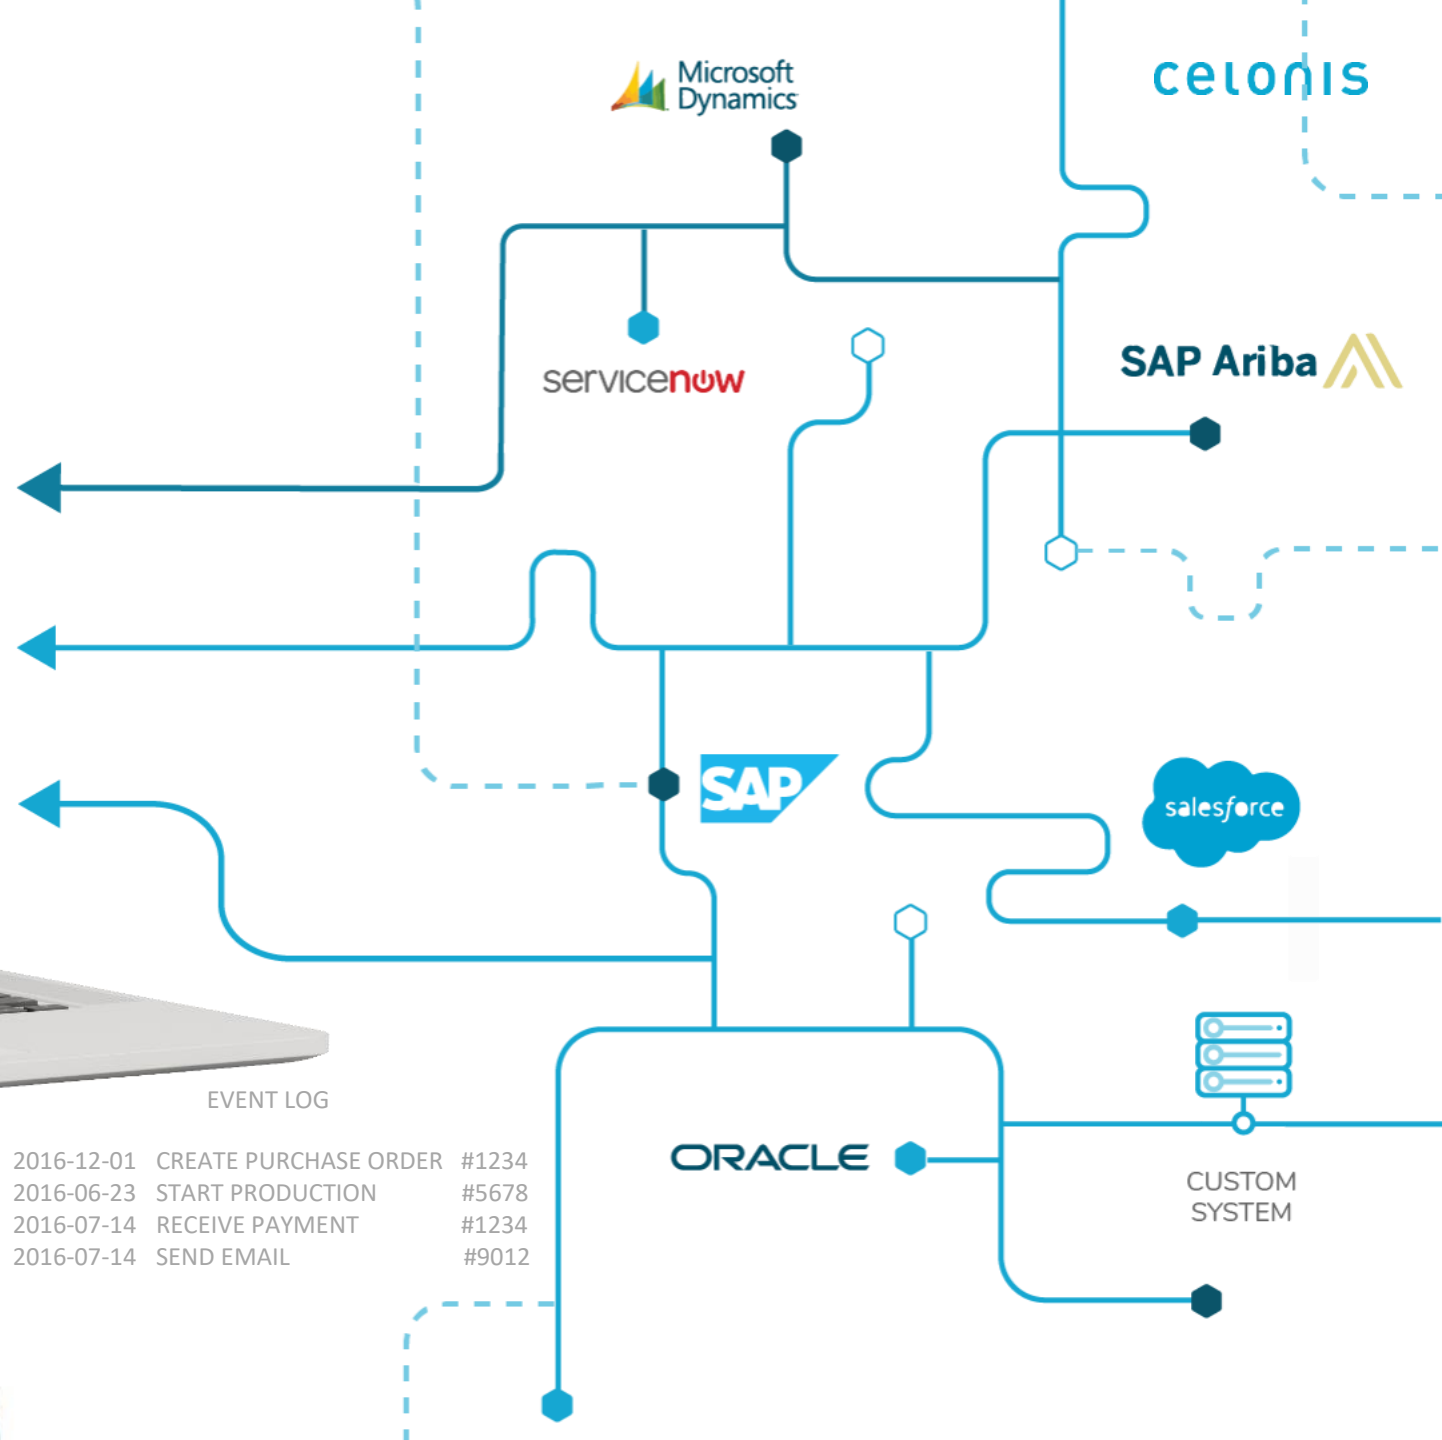 Microsoft
Dynamics
celonis
servicenow
SAP Ariba
SAP
salesforce
EVENT LOG
2016-12-01 CREATE PURCHASE ORDER #1234
2016-06-23 START PRODUCTION #5678
2016-07-14 RECEIVE PAYMENT #1234
2016-07-14 SEND EMAIL #9012
ORACLE
CUSTOM
SYSTEM